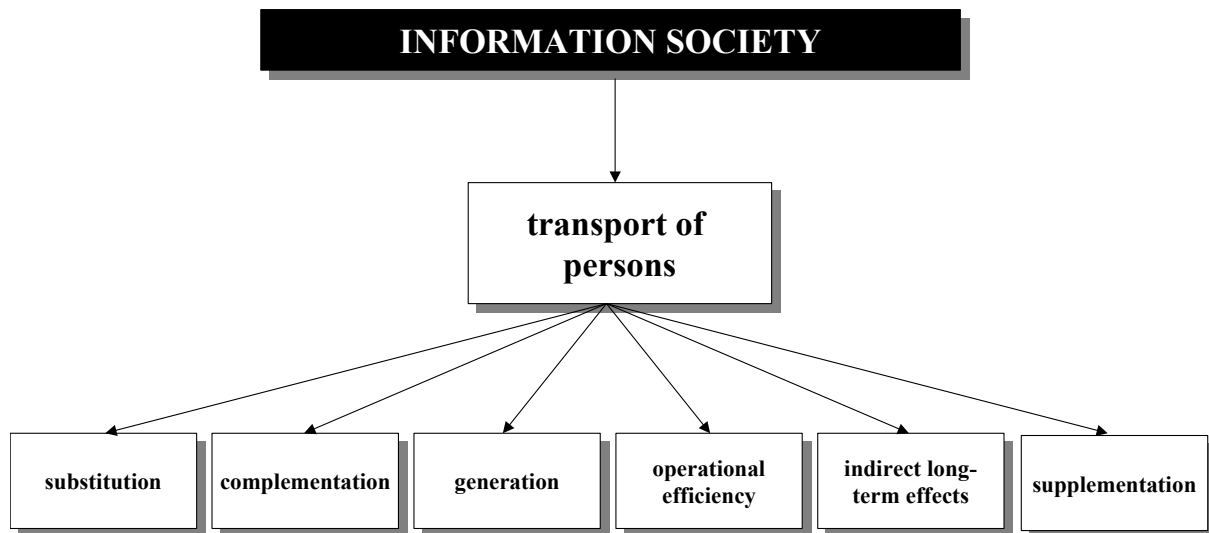 INFORMATION SOCIETY
transport of
persons
substitution
complementation
generation
operational
efficiency
indirect long-
term effects
supplementation